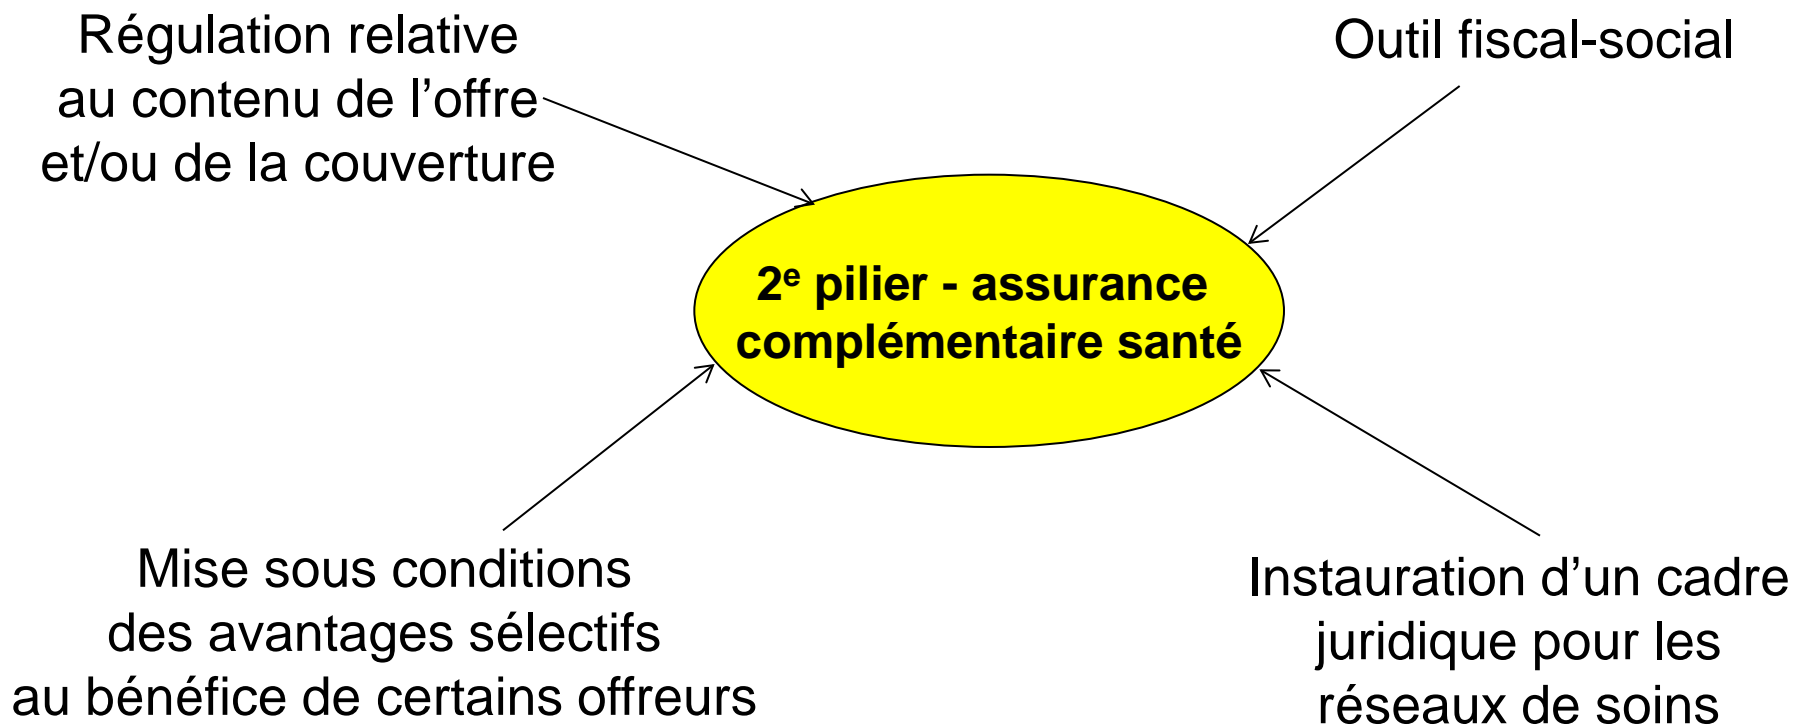 Régulation relative
au contenu de l’offre
et/ou de la couverture
Outil fiscal-social
2e pilier - assurance
complémentaire santé
Mise sous conditions
des avantages sélectifs
au bénéfice de certains offreurs
Instauration d’un cadre
juridique pour les
réseaux de soins